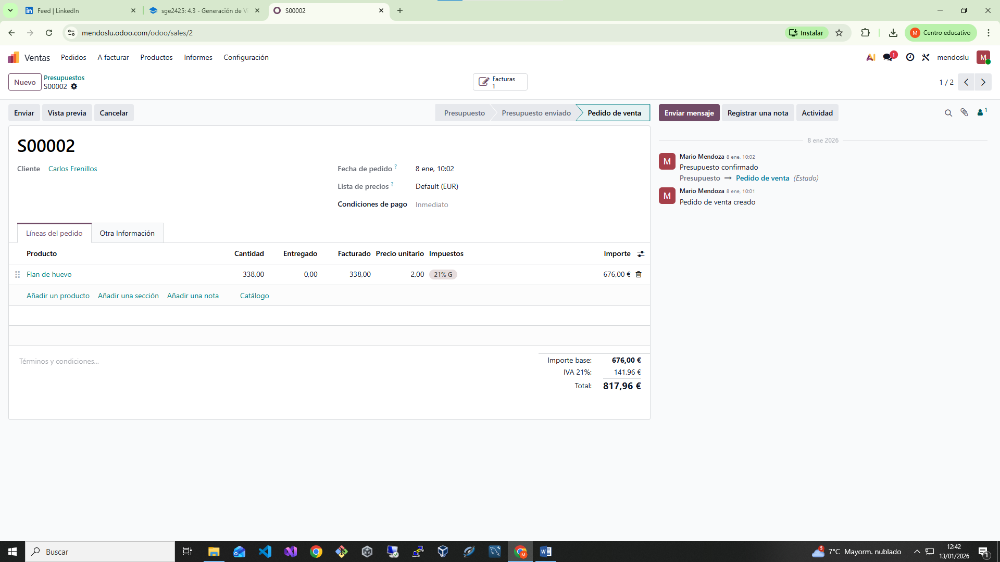 Feed | LinkedIn
sge2425: 4.3 - Generación de V
S00002
mendoslu.odoo.com/odoo/sales/2
Instalar
M Centro educativo
Ventas Pedidos A facturar Productos Informes Configuración
AI 1 mendoslu M
Nuevo
Presupuestos
S00002
Facturas
1
1 / 2
Enviar Vista previa Cancelar
Presupuesto Presupuesto enviado Pedido de venta
Enviar mensaje Registrar una nota Actividad
1
S00002
Cliente Carlos Frenillos
Fecha de pedido ? 8 ene, 10:02
Lista de precios ? Default (EUR)
Condiciones de pago Inmediato
Líneas del pedido Otra Información
Producto Cantidad Entregado Facturado Precio unitario Impuestos Importe
Flan de huevo 338,00 0,00 338,00 2,00 21% G 676,00 €
Añadir un producto Añadir una sección Añadir una nota Catálogo
Términos y condiciones...
Importe base: 676,00 €
IVA 21%: 141,96 €
Total: 817,96 €
8 ene 2026
M
Mario Mendoza 8 ene, 10:02
Presupuesto confirmado
Presupuesto → Pedido de venta (Estado)
M
Mario Mendoza 8 ene, 10:01
Pedido de venta creado
Buscar
5
7°C Mayorm. nublado
12:42
13/01/2026
1